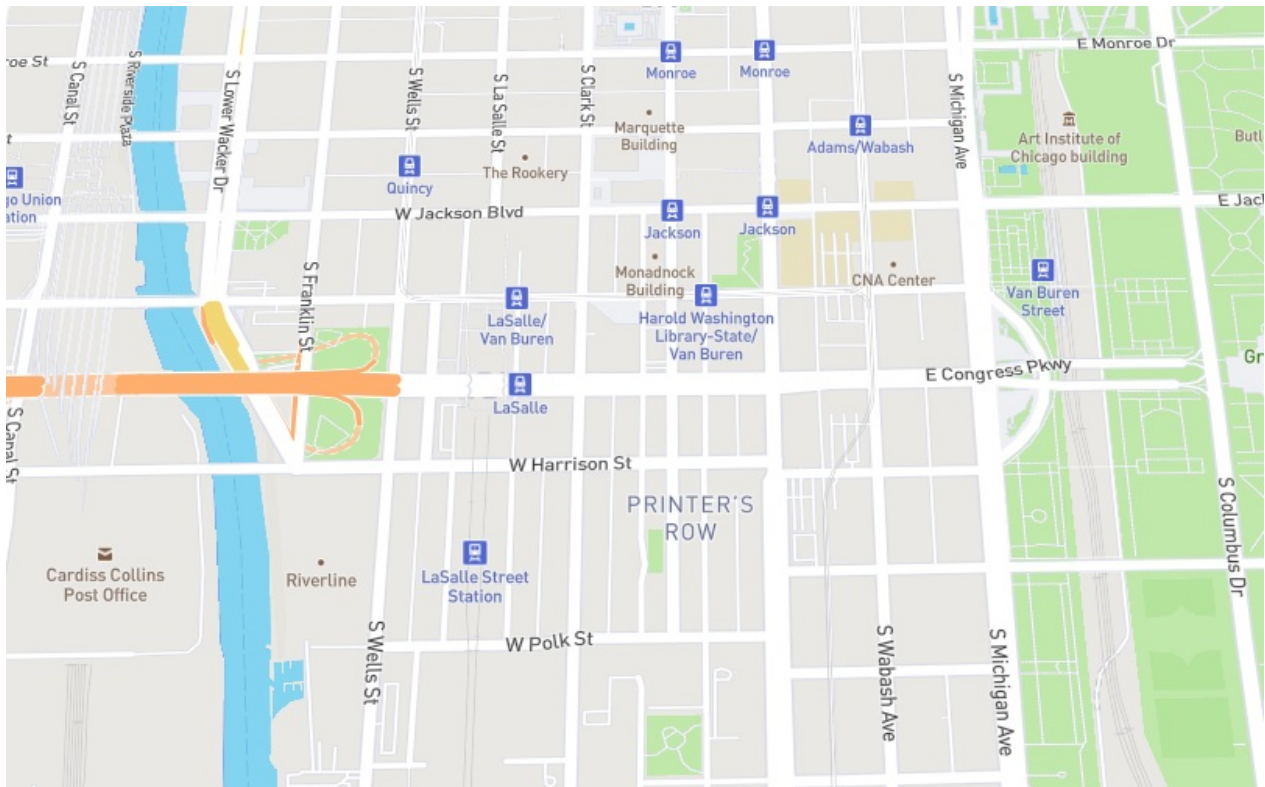 E Monroe Dr
roe St
Monroe
Monroe
S Canal St
S Riverside Plaza
S Lower Wacker Dr
S Wells St
S La Salle St
S Clark St
S Michigan Ave
Marquette
Building
Adams/Wabash
Art Institute of
Chicago building
Butl
t
The Rookery
Quincy
go Union
tation
W Jackson Blvd
Jackson
Jackson
E Jack
Monadnock
Building
CNA Center
Van Buren
Street
S Franklin St
LaSalle/
Van Buren
Harold Washington
Library-State/
Van Buren
Gr
E Congress Pkwy
LaSalle
S Canal St
W Harrison St
PRINTER'S
ROW
S Columbus Dr
Cardiss Collins
Post Office
Riverline
LaSalle Street
Station
W Polk St
S Wells St
S Wabash Ave
S Michigan Ave